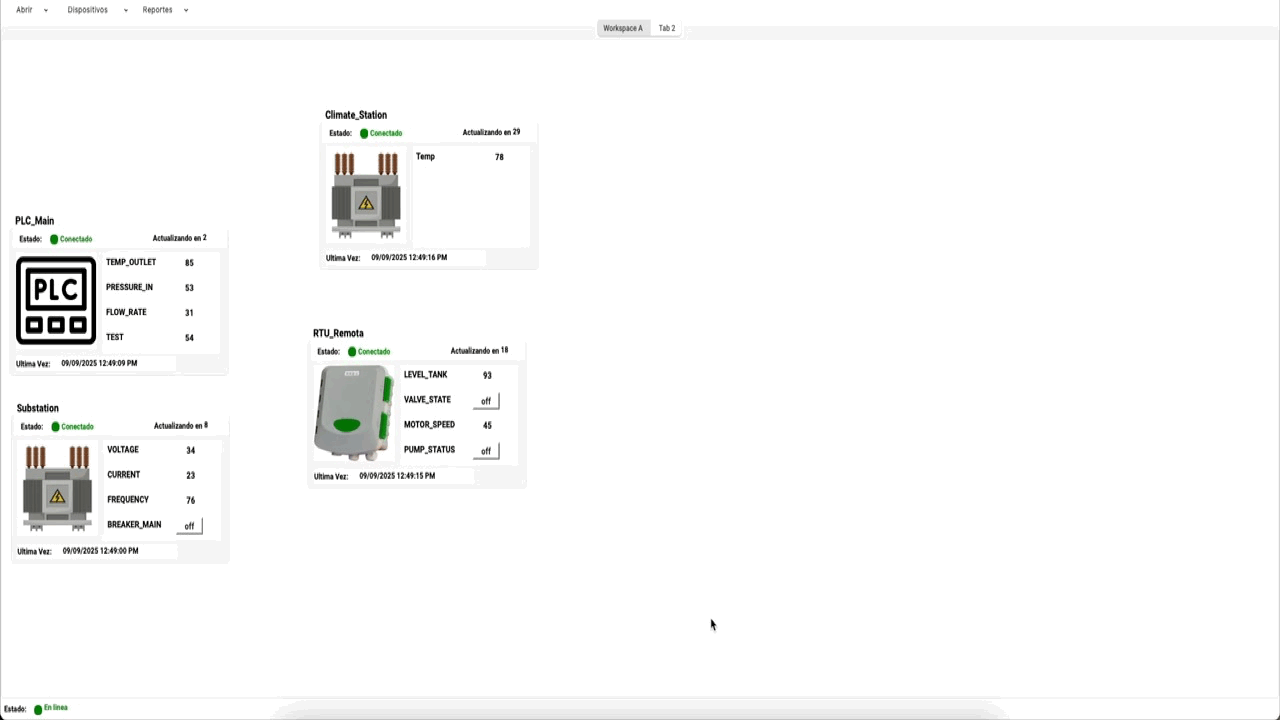 Abrir Dispositivos Reportes
Workspace A Tab 2
Climate_Station
Estado: Conectado Actualizando en 29
Temp 78
Ultima Vez: 09/09/2025 12:49:16 PM
PLC_Main
Estado: Conectado Actualizando en 2
PLC
TEMP_OUTLET 85
PRESSURE_IN 53
FLOW_RATE 31
TEST 54
Ultima Vez: 09/09/2025 12:49:09 PM
RTU_Remota
Estado: Conectado Actualizando en 18
LEVEL_TANK 93
VALVE_STATE off
MOTOR_SPEED 45
PUMP_STATUS off
Ultima Vez: 09/09/2025 12:49:15 PM
Substation
Estado: Conectado Actualizando en 8
VOLTAGE 34
CURRENT 23
FREQUENCY 76
BREAKER_MAIN off
Ultima Vez: 09/09/2025 12:49:00 PM
Estado: En linea